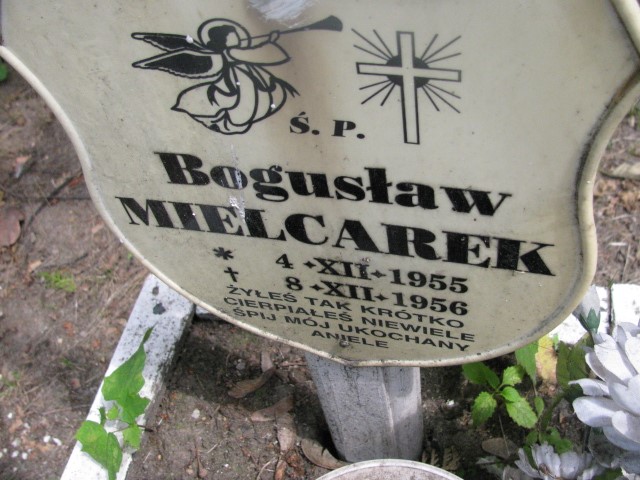 Ś. P.
Bogusław
MIELCAREK
* 4 ✦ XII ✦ 1955
✝ 8 ✦ XII ✦ 1956
ŻYŁEŚ TAK KRÓTKO
CIERPIAŁEŚ NIEWIELE
ŚPIJ MÓJ UKOCHANY
ANIELE